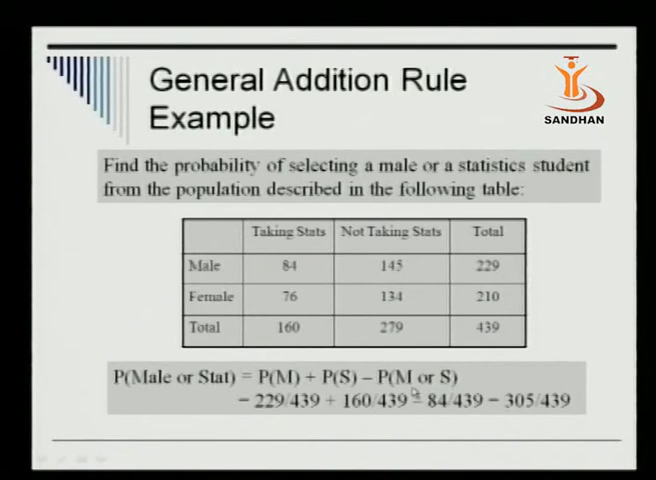 General Addition Rule
Example
SANDHAN
Find the probability of selecting a male or a statistics student
from the population described in the following table:
Taking Stats Not Taking Stats Total
Male 84 145 229
Female 76 134 210
Total 160 279 439
P(Male or Stat) = P(M) + P(S) – P(M or S)
= 229/439 + 160/439 – 84/439 = 305/439